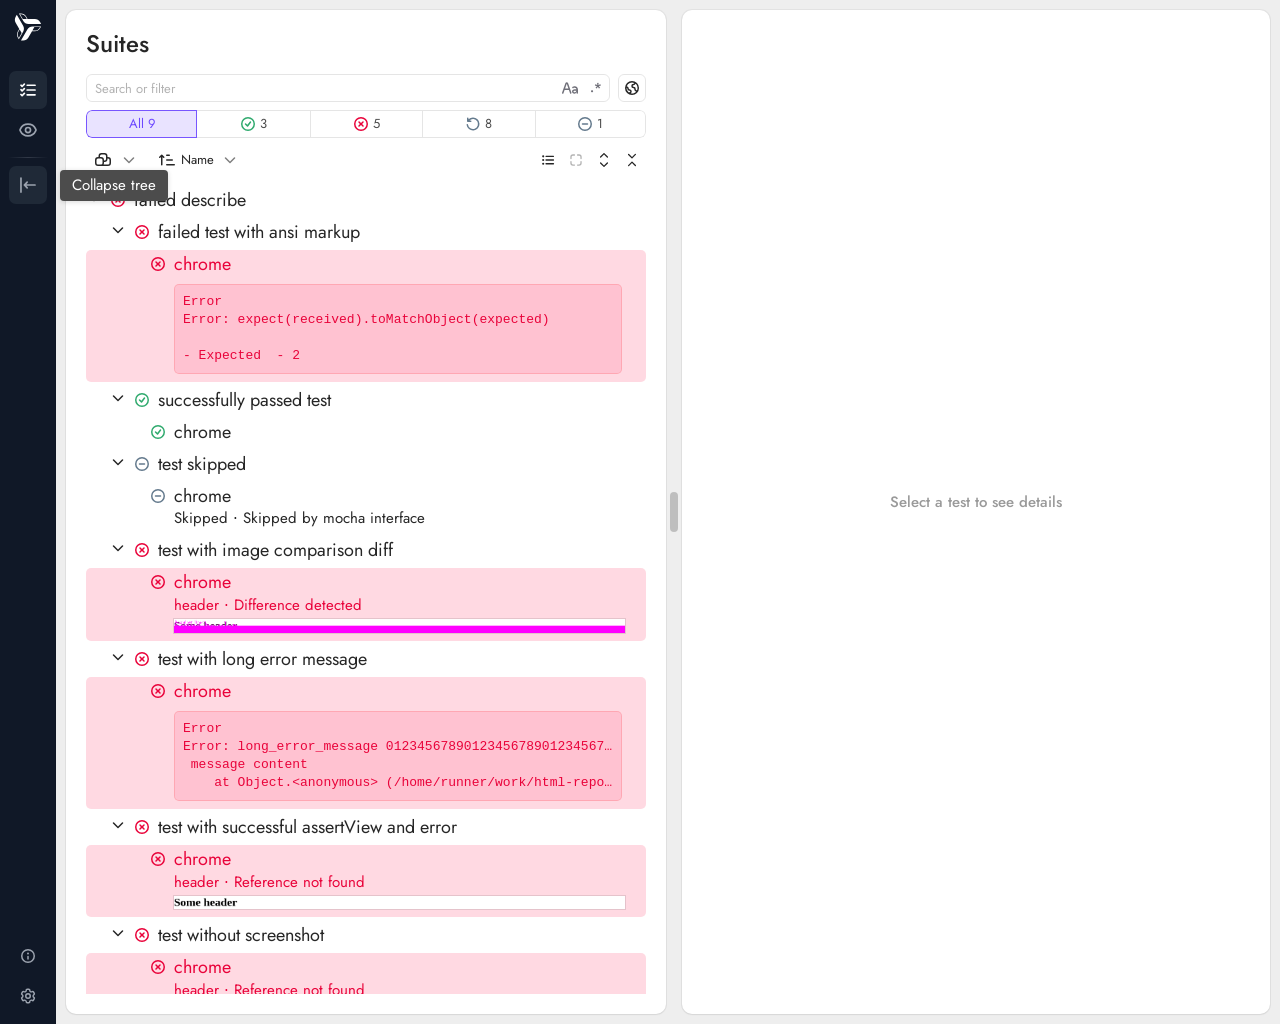 Suites
Search or filter
Aa .*
All 9
3
5
8
1
Name
Collapse tree
failed describe
failed test with ansi markup
chrome
Error
Error: expect(received).toMatchObject(expected)
- Expected  - 2
successfully passed test
chrome
test skipped
chrome
Skipped · Skipped by mocha interface
test with image comparison diff
chrome
header · Difference detected
Some header
test with long error message
chrome
Error
Error: long_error_message 0123456789012345678901234567…
message content
at Object.<anonymous> (/home/runner/work/html-repo…
test with successful assertView and error
chrome
header · Reference not found
Some header
test without screenshot
chrome
header · Reference not found
Select a test to see details